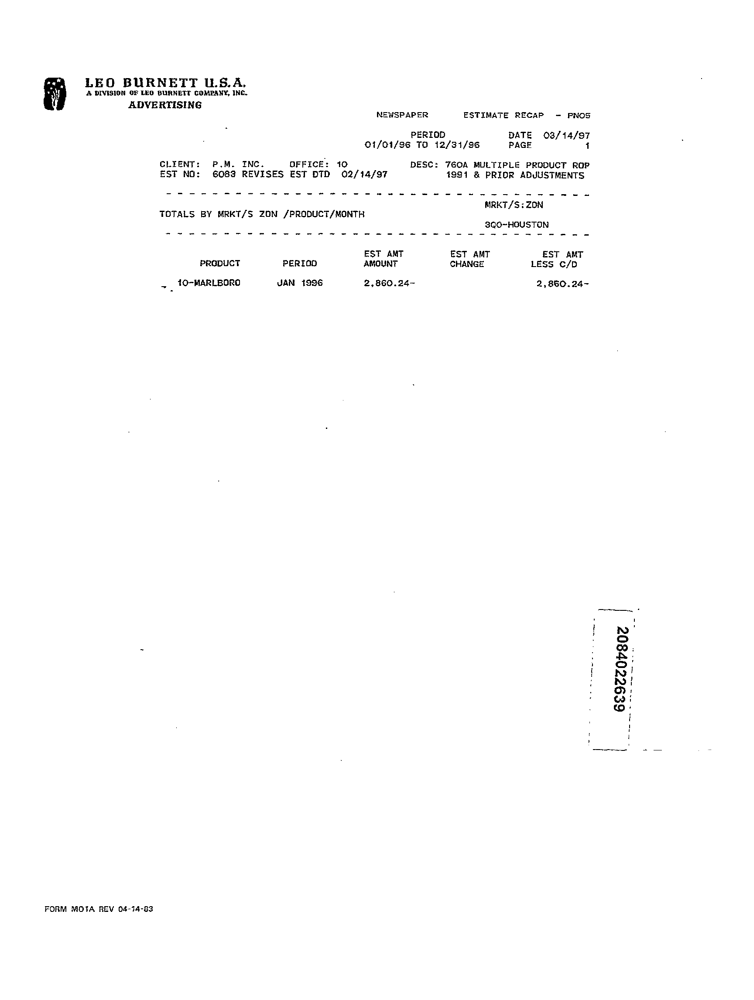 LEO BURNETT U.S.A.
A DIVISION OF LEO BURNETT COMPANY, INC.
ADVERTISING
NEWSPAPER ESTIMATE RECAP - PNO5
PERIOD DATE 03/14/97
01/01/96 TO 12/31/96 PAGE 1
CLIENT: P.M. INC. OFFICE: 10 DESC: 760A MULTIPLE PRODUCT ROP
EST NO: 6083 REVISES EST DTD 02/14/97 1991 & PRIOR ADJUSTMENTS
MRKT/S:ZON
TOTALS BY MRKT/S ZON /PRODUCT/MONTH
3QO-HOUSTON
EST AMT EST AMT EST AMT
PRODUCT PERIOD AMOUNT CHANGE LESS C/D
10-MARLBORO JAN 1996 2,860.24- 2,860.24-
2084022639
FORM MO1A REV 04-14-83